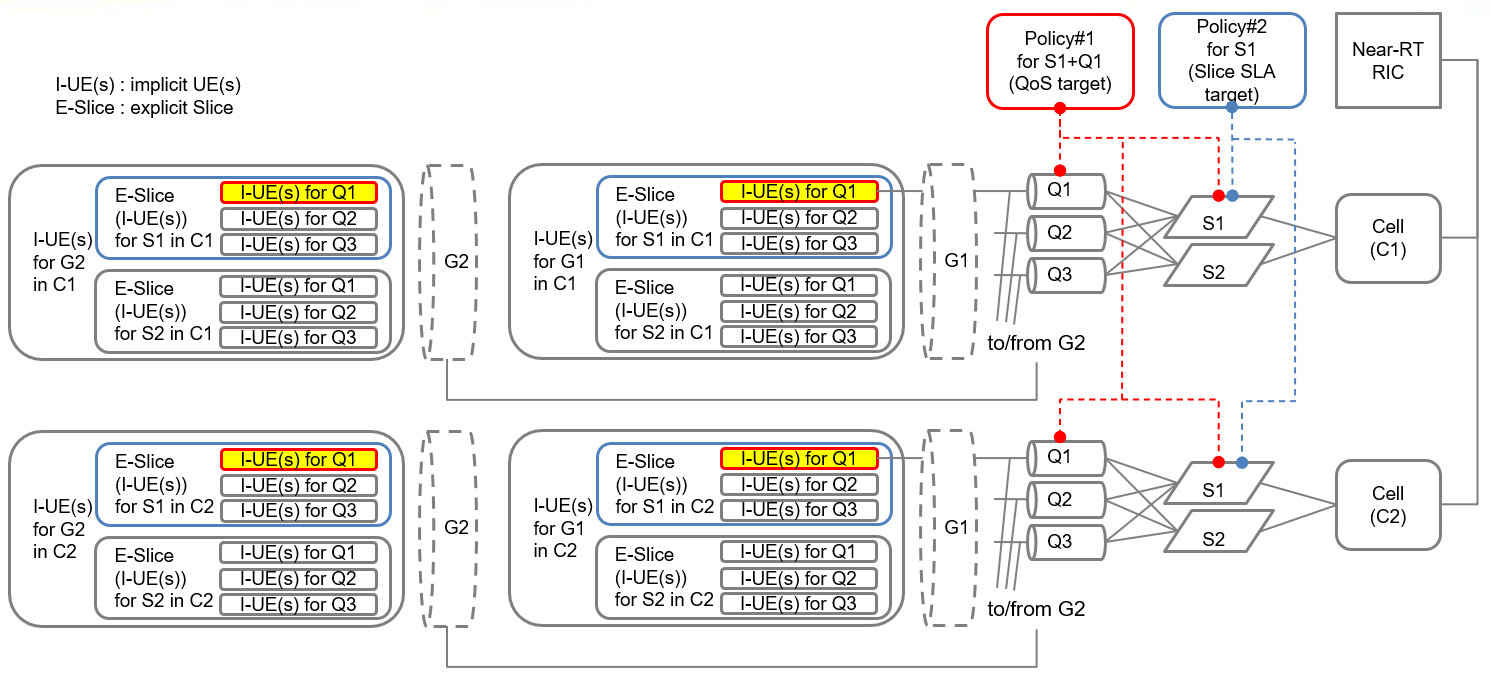 Policy#1
for S1+Q1
(QoS target)
Policy#2
for S1
(Slice SLA
target)
Near-RT
RIC
I-UE(s) : implicit UE(s)
E-Slice : explicit Slice
I-UE(s)
for G2
in C1
E-Slice
(I-UE(s))
for S1 in C1
I-UE(s) for Q1
I-UE(s) for Q2
I-UE(s) for Q3
E-Slice
(I-UE(s))
for S2 in C1
I-UE(s) for Q1
I-UE(s) for Q2
I-UE(s) for Q3
G2
I-UE(s)
for G1
in C1
E-Slice
(I-UE(s))
for S1 in C1
I-UE(s) for Q1
I-UE(s) for Q2
I-UE(s) for Q3
E-Slice
(I-UE(s))
for S2 in C1
I-UE(s) for Q1
I-UE(s) for Q2
I-UE(s) for Q3
G1
Q1
Q2
Q3
to/from G2
S1
S2
Cell
(C1)
I-UE(s)
for G2
in C2
E-Slice
(I-UE(s))
for S1 in C2
I-UE(s) for Q1
I-UE(s) for Q2
I-UE(s) for Q3
E-Slice
(I-UE(s))
for S2 in C2
I-UE(s) for Q1
I-UE(s) for Q2
I-UE(s) for Q3
G2
I-UE(s)
for G1
in C2
E-Slice
(I-UE(s))
for S1 in C2
I-UE(s) for Q1
I-UE(s) for Q2
I-UE(s) for Q3
E-Slice
(I-UE(s))
for S2 in C2
I-UE(s) for Q1
I-UE(s) for Q2
I-UE(s) for Q3
G1
Q1
Q2
Q3
to/from G2
S1
S2
Cell
(C2)